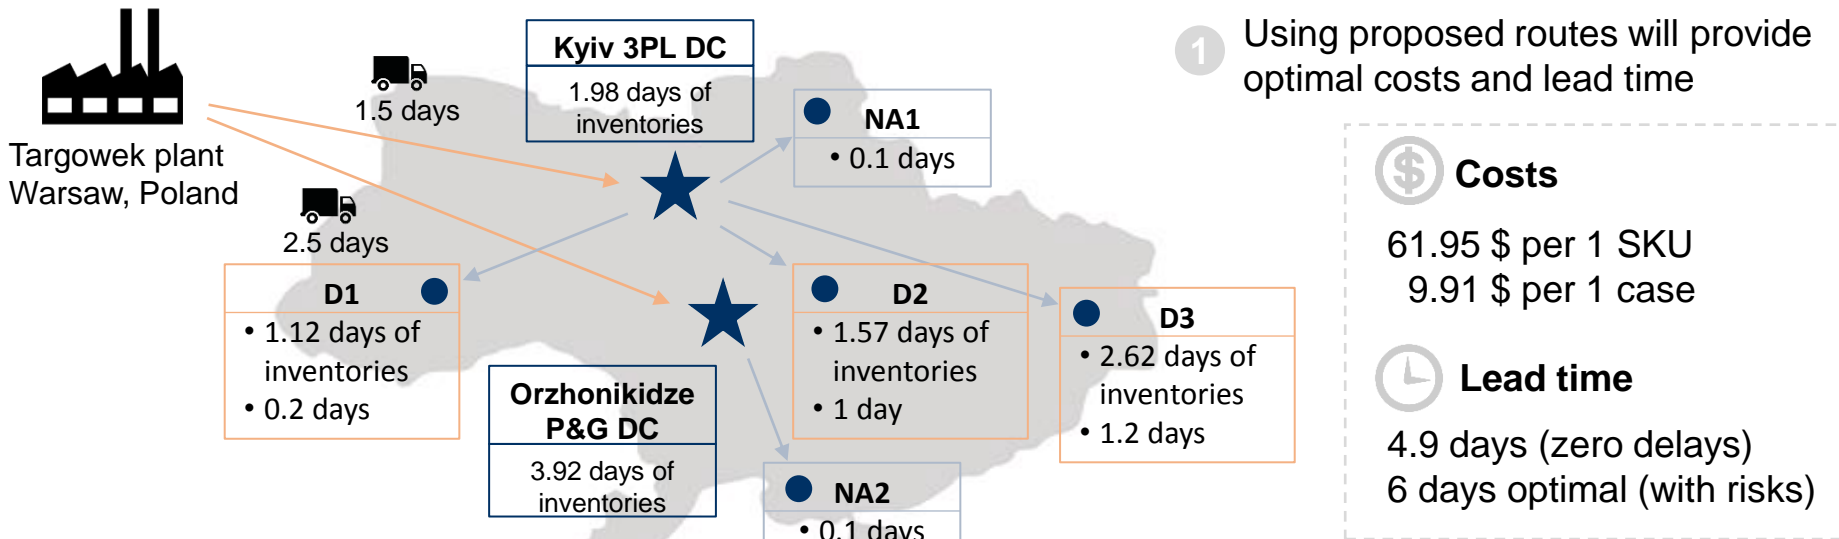 Targowek plant
Warsaw, Poland
1.5 days
2.5 days
Kyiv 3PL DC
1.98 days of
inventories
NA1
• 0.1 days
D1
• 1.12 days of
inventories
• 0.2 days
Orzhonikidze
P&G DC
3.92 days of
inventories
D2
• 1.57 days of
inventories
• 1 day
NA2
• 0.1 days
D3
• 2.62 days of
inventories
• 1.2 days
1
Using proposed routes will provide
optimal costs and lead time
$
Costs
61.95 $ per 1 SKU
9.91 $ per 1 case
Lead time
4.9 days (zero delays)
6 days optimal (with risks)